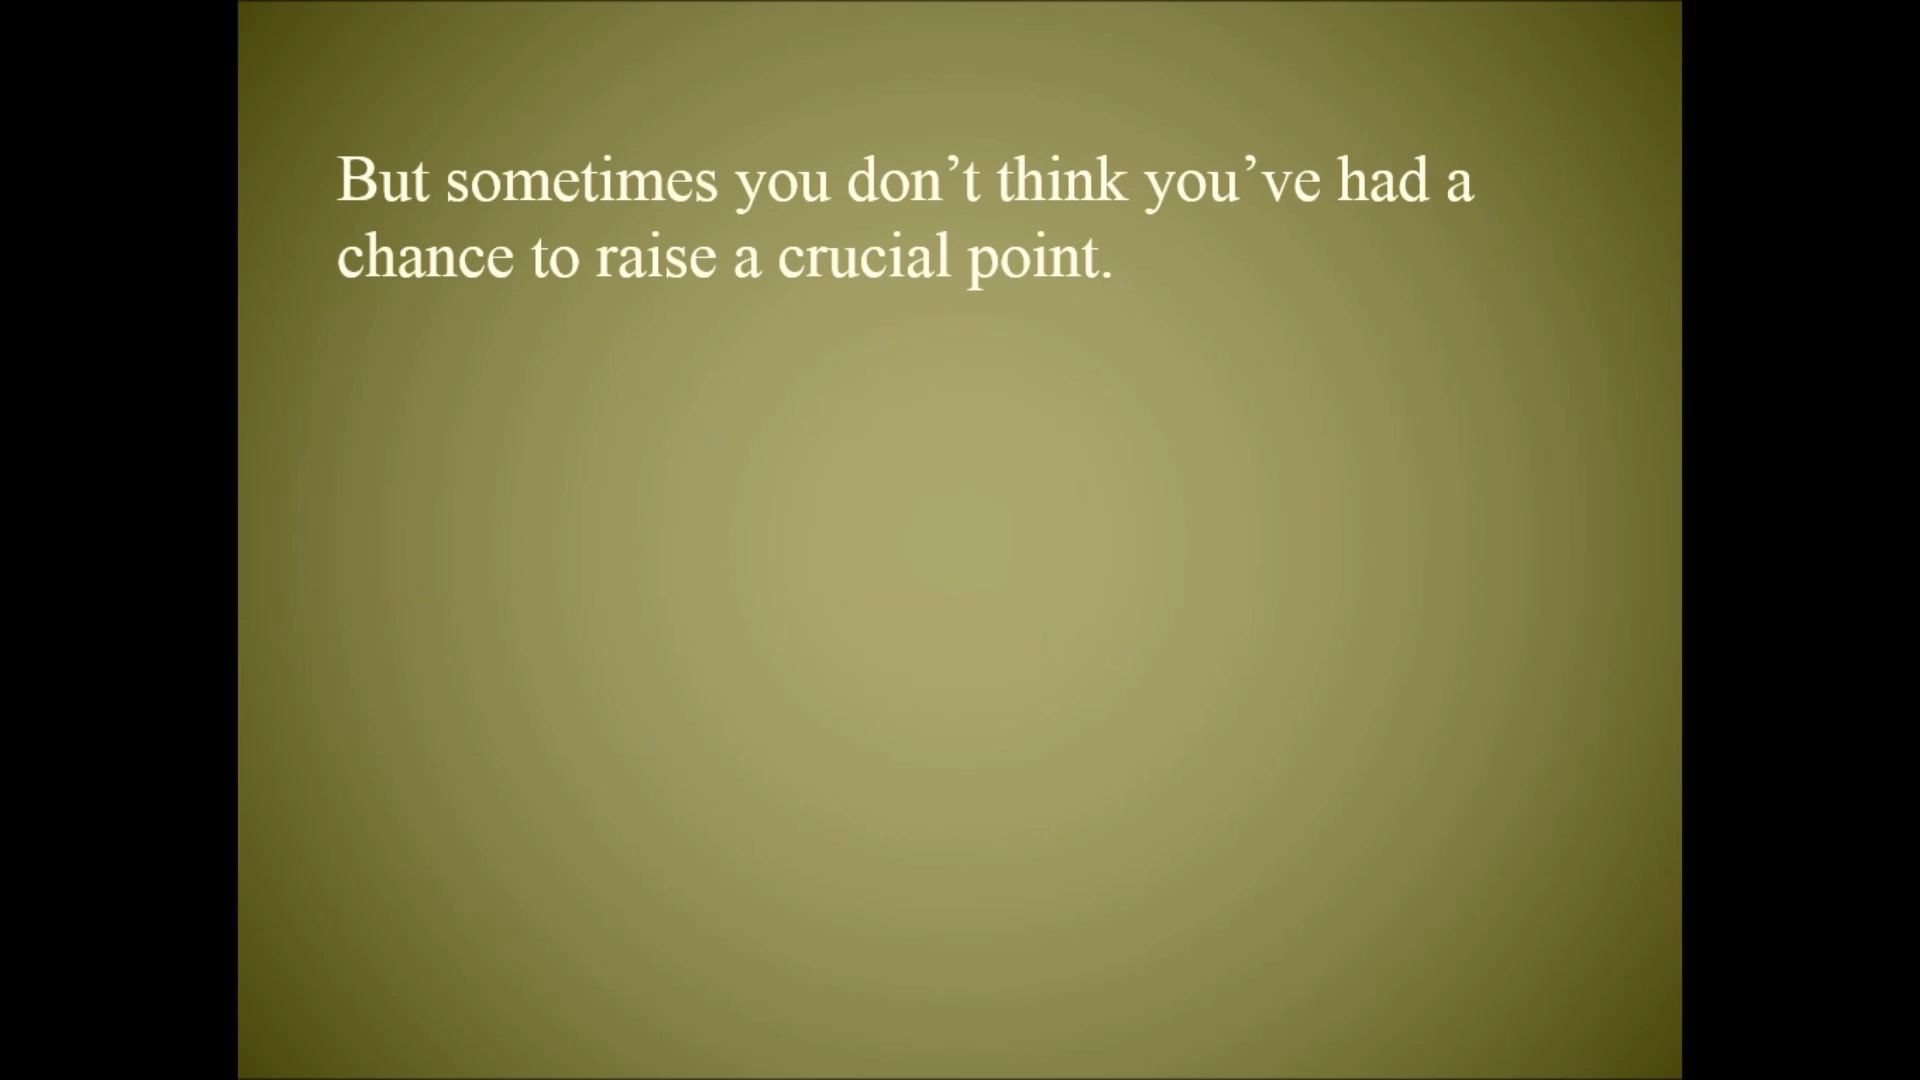 But sometimes you don’t think you’ve had a
chance to raise a crucial point.